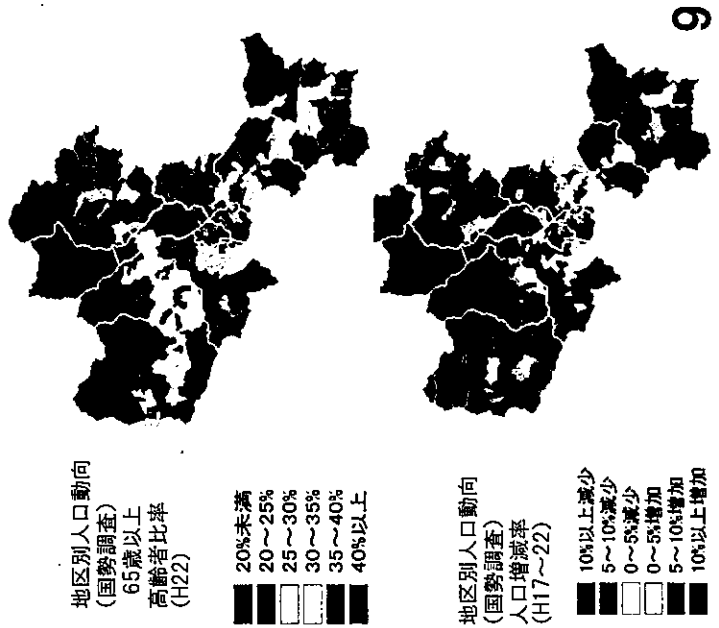 地区別人口動向
(国勢調査)
65歳以上
高齢者比率
(H22)
20%未満
20~25%
25~30%
30~35%
35~40%
40%以上
地区別人口動向
(国勢調査)
人口増減率
(H17~22)
10%以上減少
5~10%減少
0~5%減少
0~5%増加
5~10%増加
10%以上増加
9